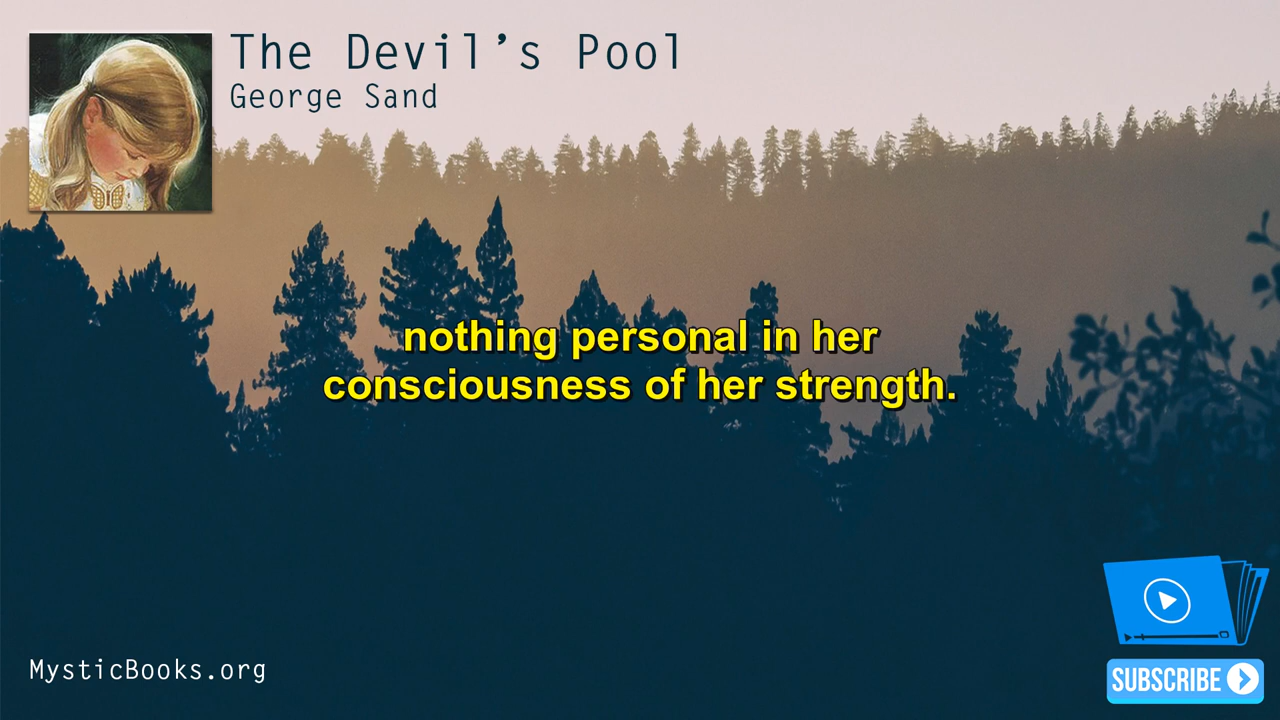 The Devil's Pool
George Sand
nothing personal in her
consciousness of her strength.
MysticBooks.org
SUBSCRIBE